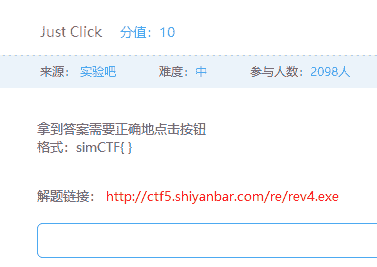 Just Click 分值：10
来源： 实验吧 难度：中 参与人数：2098人
拿到答案需要正确地点击按钮
格式：simCTF{ }
解题链接： http://ctf5.shiyanbar.com/re/rev4.exe